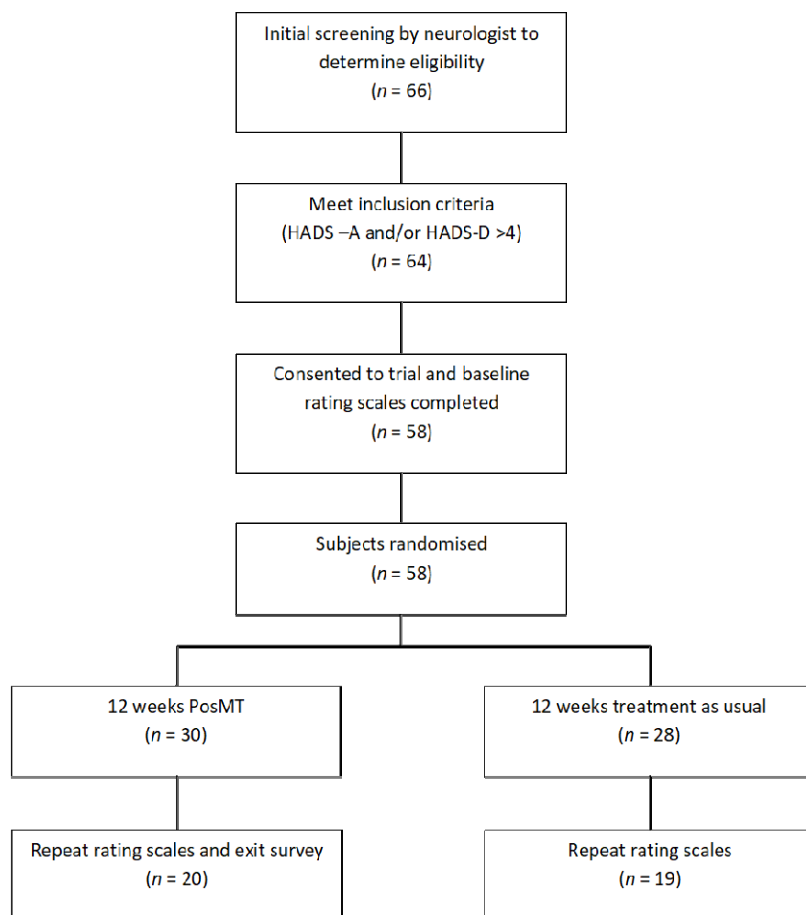 Initial screening by neurologist to
determine eligibility
(n = 66)
Meet inclusion criteria
(HADS –A and/or HADS-D >4)
(n = 64)
Consented to trial and baseline
rating scales completed
(n = 58)
Subjects randomised
(n = 58)
12 weeks PosMT
(n = 30)
12 weeks treatment as usual
(n = 28)
Repeat rating scales and exit survey
(n = 20)
Repeat rating scales
(n = 19)